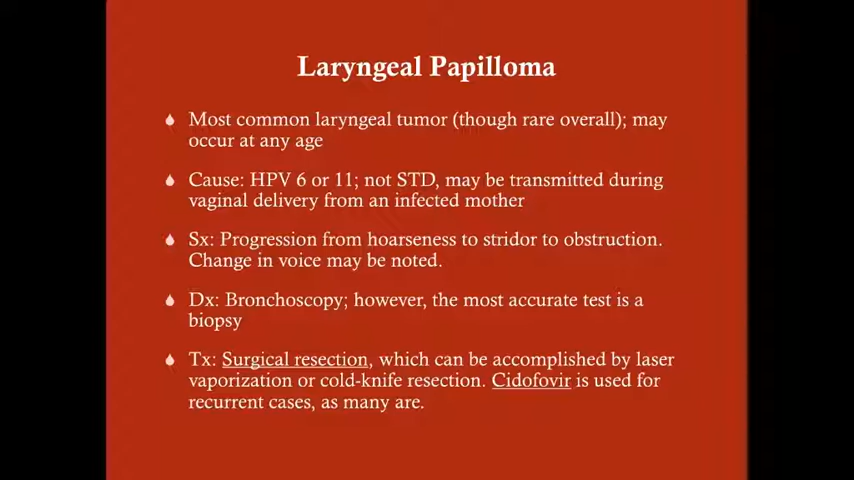 Laryngeal Papilloma
Most common laryngeal tumor (though rare overall); may
occur at any age
Cause: HPV 6 or 11; not STD, may be transmitted during
vaginal delivery from an infected mother
Sx: Progression from hoarseness to stridor to obstruction.
Change in voice may be noted.
Dx: Bronchoscopy; however, the most accurate test is a
biopsy
Tx: Surgical resection, which can be accomplished by laser
vaporization or cold-knife resection. Cidofovir is used for
recurrent cases, as many are.